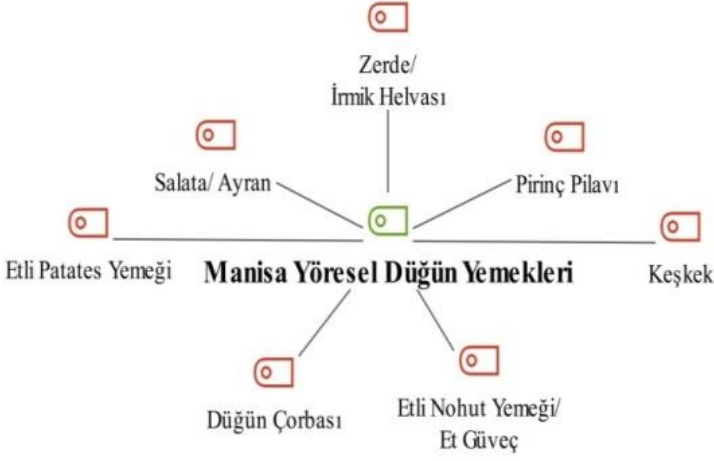 Zerde/
İrmik Helvası
Salata/ Ayran
Pirinç Pilavı
Etli Patates Yemeği
Manisa Yöresel Düğün Yemekleri
Keşkek
Düğün Çorbası
Etli Nohut Yemeği/
Et Güveç